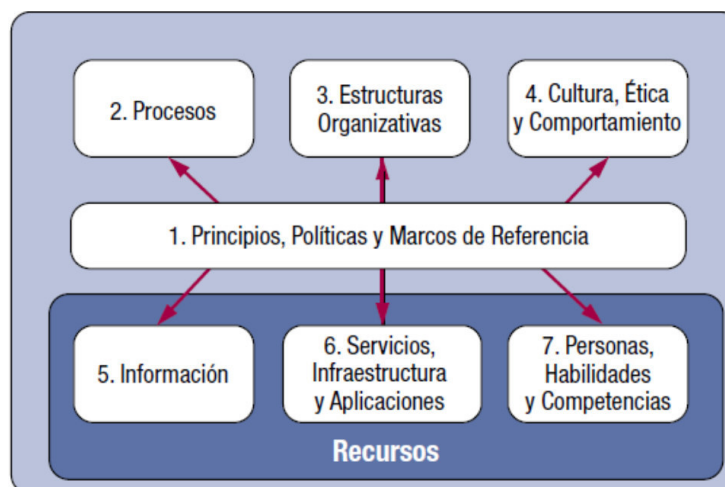 2. Procesos
3. Estructuras
Organizativas
4. Cultura, Ética
y Comportamiento
1. Principios, Políticas y Marcos de Referencia
5. Información
6. Servicios,
Infraestructura
y Aplicaciones
7. Personas,
Habilidades
y Competencias
Recursos